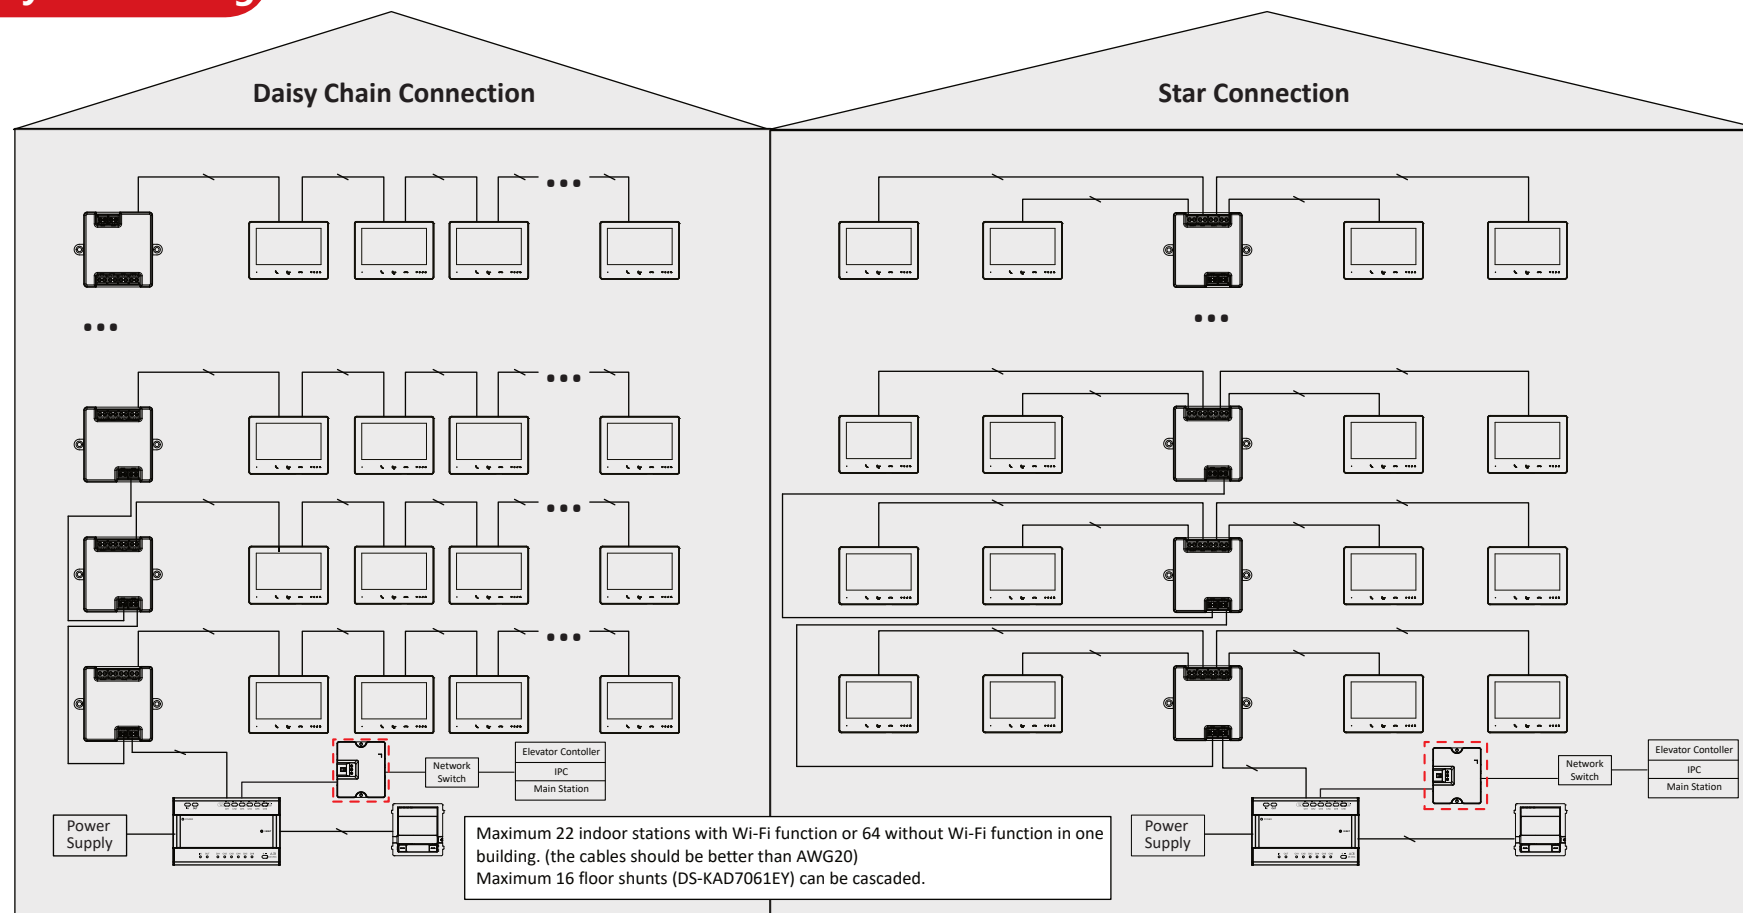 Daisy Chain Connection
Star Connection
Elevator Contoller
IPC
Main Station
Network
Switch
Power
Supply
Maximum 22 indoor stations with Wi-Fi function or 64 without Wi-Fi function in one
building. (the cables should be better than AWG20)
Maximum 16 floor shunts (DS-KAD7061EY) can be cascaded.
Elevator Contoller
IPC
Main Station
Network
Switch
Power
Supply